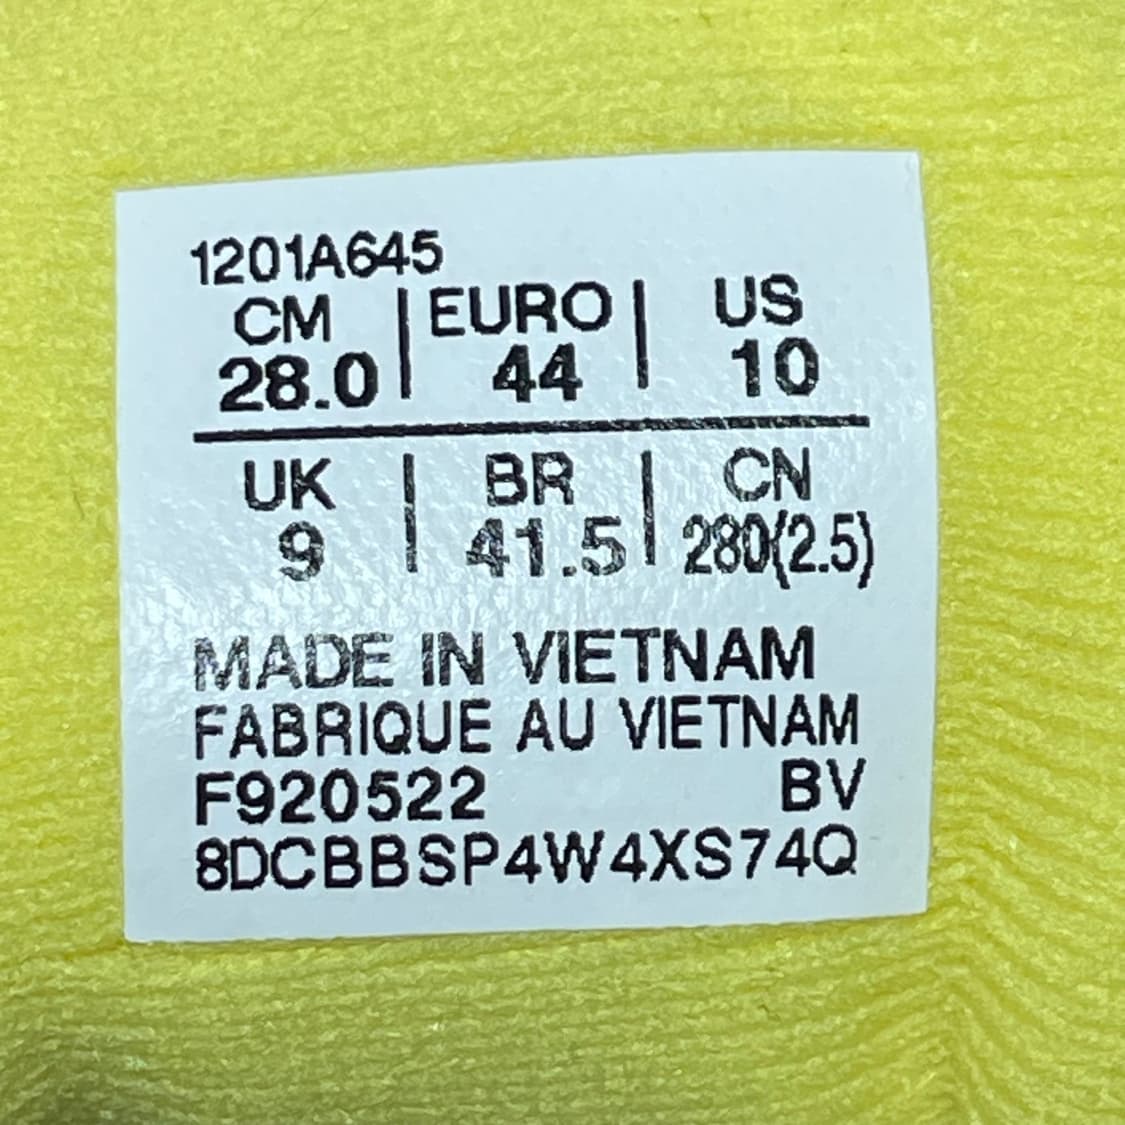 1201A645
CM | EURO | US
28.0 | 44 | 10
UK | BR | CN
9 | 41.5 | 280(2.5)
MADE IN VIETNAM
FABRIQUE AU VIETNAM
F920522 BV
8DCBBSP4W4XS74Q